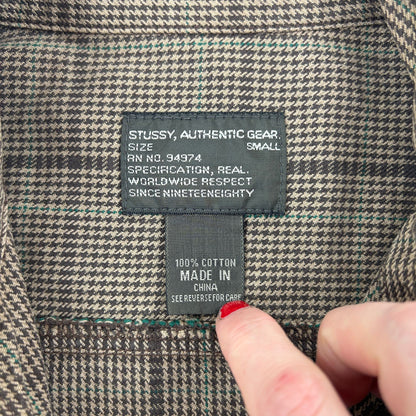 STUSSY, AUTHENTIC GEAR.
SIZE SMALL
RN NO. 94974
SPECIFICATION, REAL.
WORLDWIDE RESPECT
SINCE NINETEENEIGHTY
100% COTTON
MADE IN
CHINA
SEE REVERSE FOR CARE